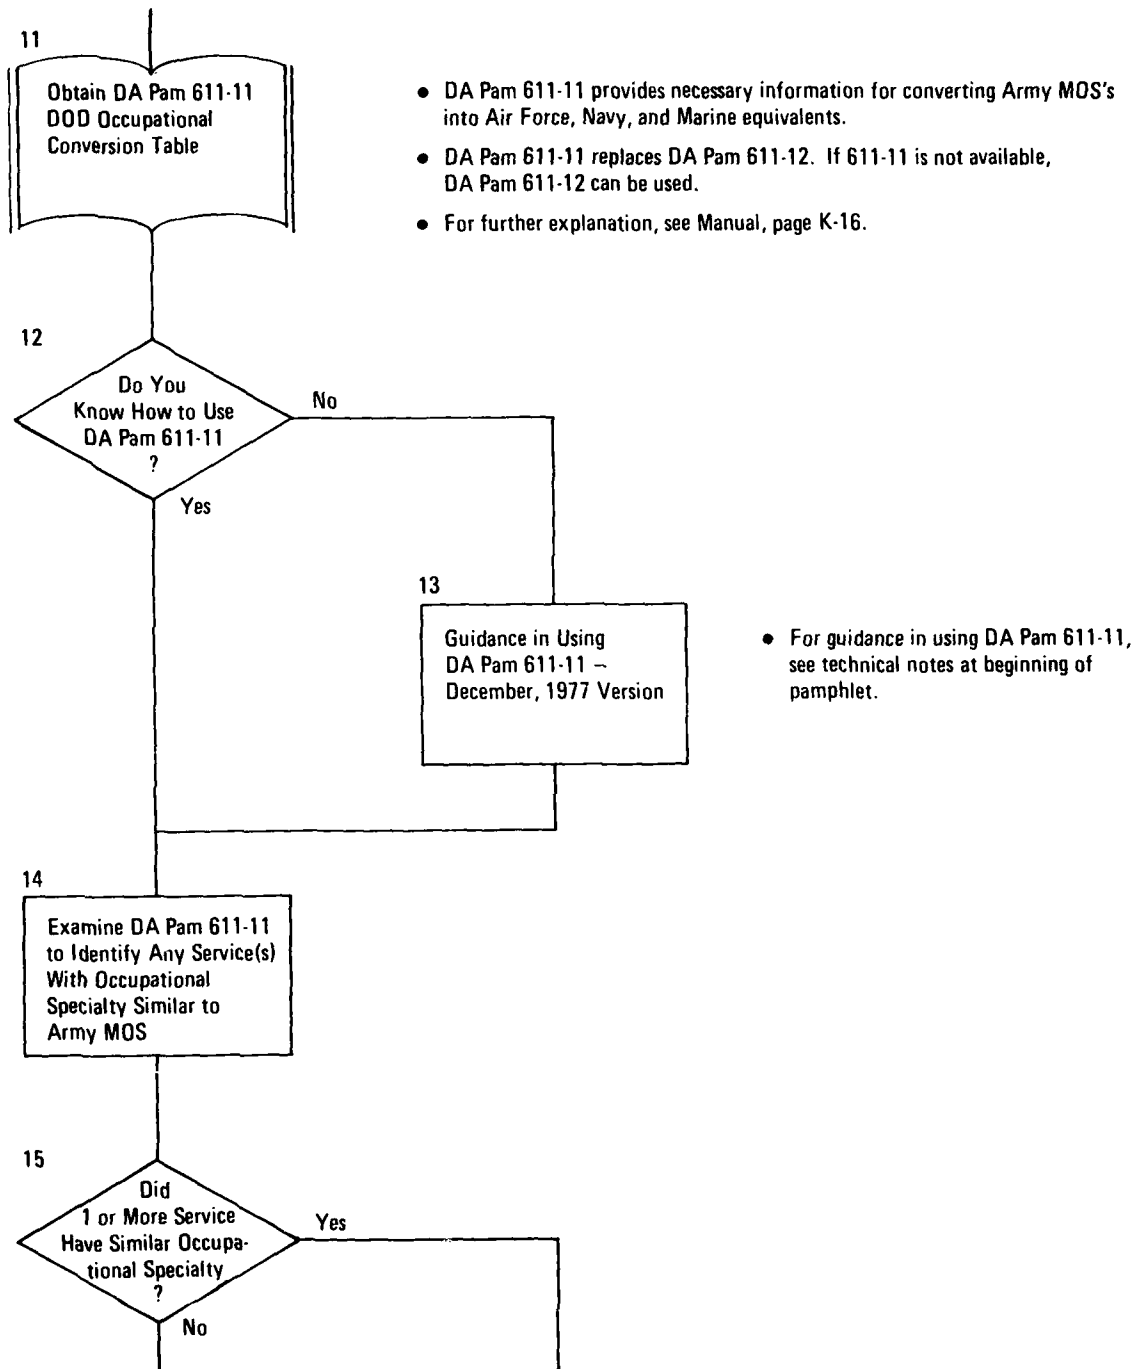 11
Obtain DA Pam 611-11
DOD Occupational
Conversion Table
• DA Pam 611-11 provides necessary information for converting Army MOS's
into Air Force, Navy, and Marine equivalents.
• DA Pam 611-11 replaces DA Pam 611-12. If 611-11 is not available,
DA Pam 611-12 can be used.
• For further explanation, see Manual, page K-16.
12
Do You
Know How to Use
DA Pam 611-11
?
No
Yes
13
Guidance in Using
DA Pam 611-11 –
December, 1977 Version
• For guidance in using DA Pam 611-11,
see technical notes at beginning of
pamphlet.
14
Examine DA Pam 611-11
to Identify Any Service(s)
With Occupational
Specialty Similar to
Army MOS
15
Did
1 or More Service
Have Similar Occupa-
tional Specialty
?
Yes
No